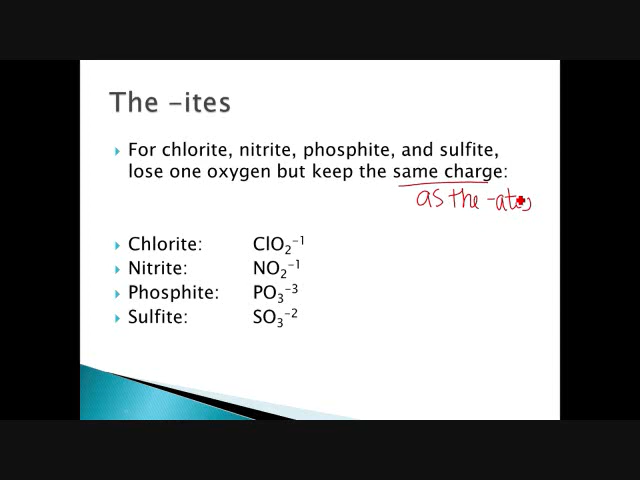 The -ites
For chlorite, nitrite, phosphite, and sulfite,
lose one oxygen but keep the same charge:
as the -ates
Chlorite: ClO₂⁻¹
Nitrite: NO₂⁻¹
Phosphite: PO₃⁻³
Sulfite: SO₃⁻²